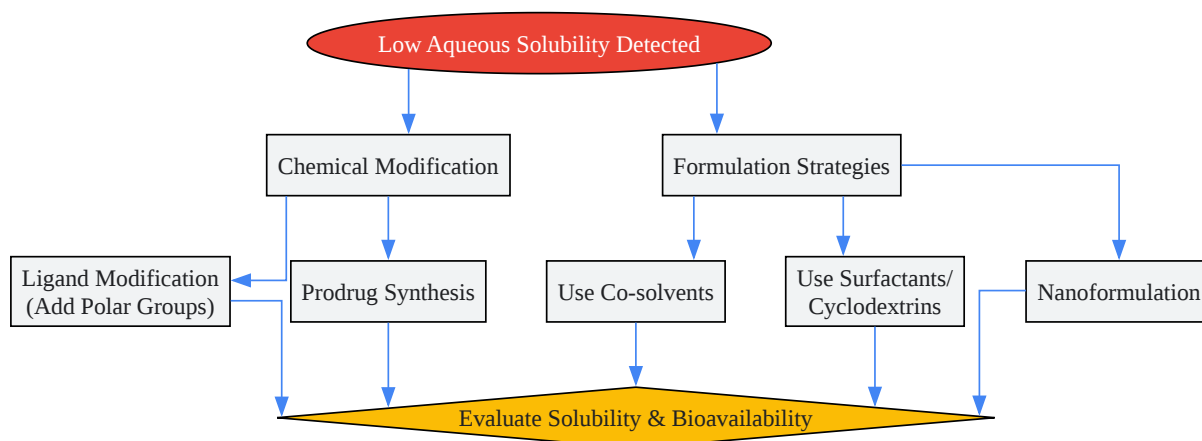 Low Aqueous Solubility Detected
Chemical Modification
Formulation Strategies
Ligand Modification
(Add Polar Groups)
Prodrug Synthesis
Use Co-solvents
Use Surfactants/
Cyclodextrins
Nanoformulation
Evaluate Solubility & Bioavailability